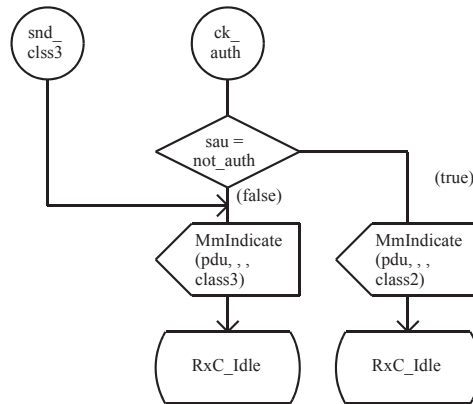 snd_
clss3
ck_
auth
sau =
not_auth
(true)
(false)
MmIndicate
(pdu, , ,
class3)
MmIndicate
(pdu, , ,
class2)
RxC_Idle
RxC_Idle